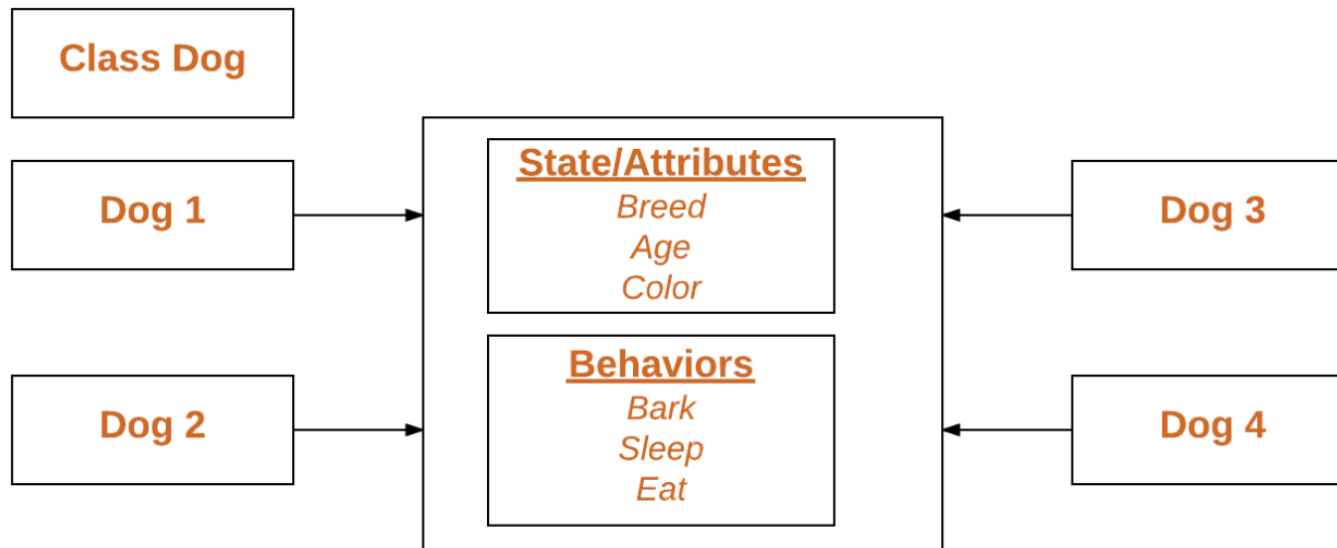 Class Dog
Dog 1
Dog 2
State/Attributes
Breed
Age
Color
Behaviors
Bark
Sleep
Eat
Dog 3
Dog 4